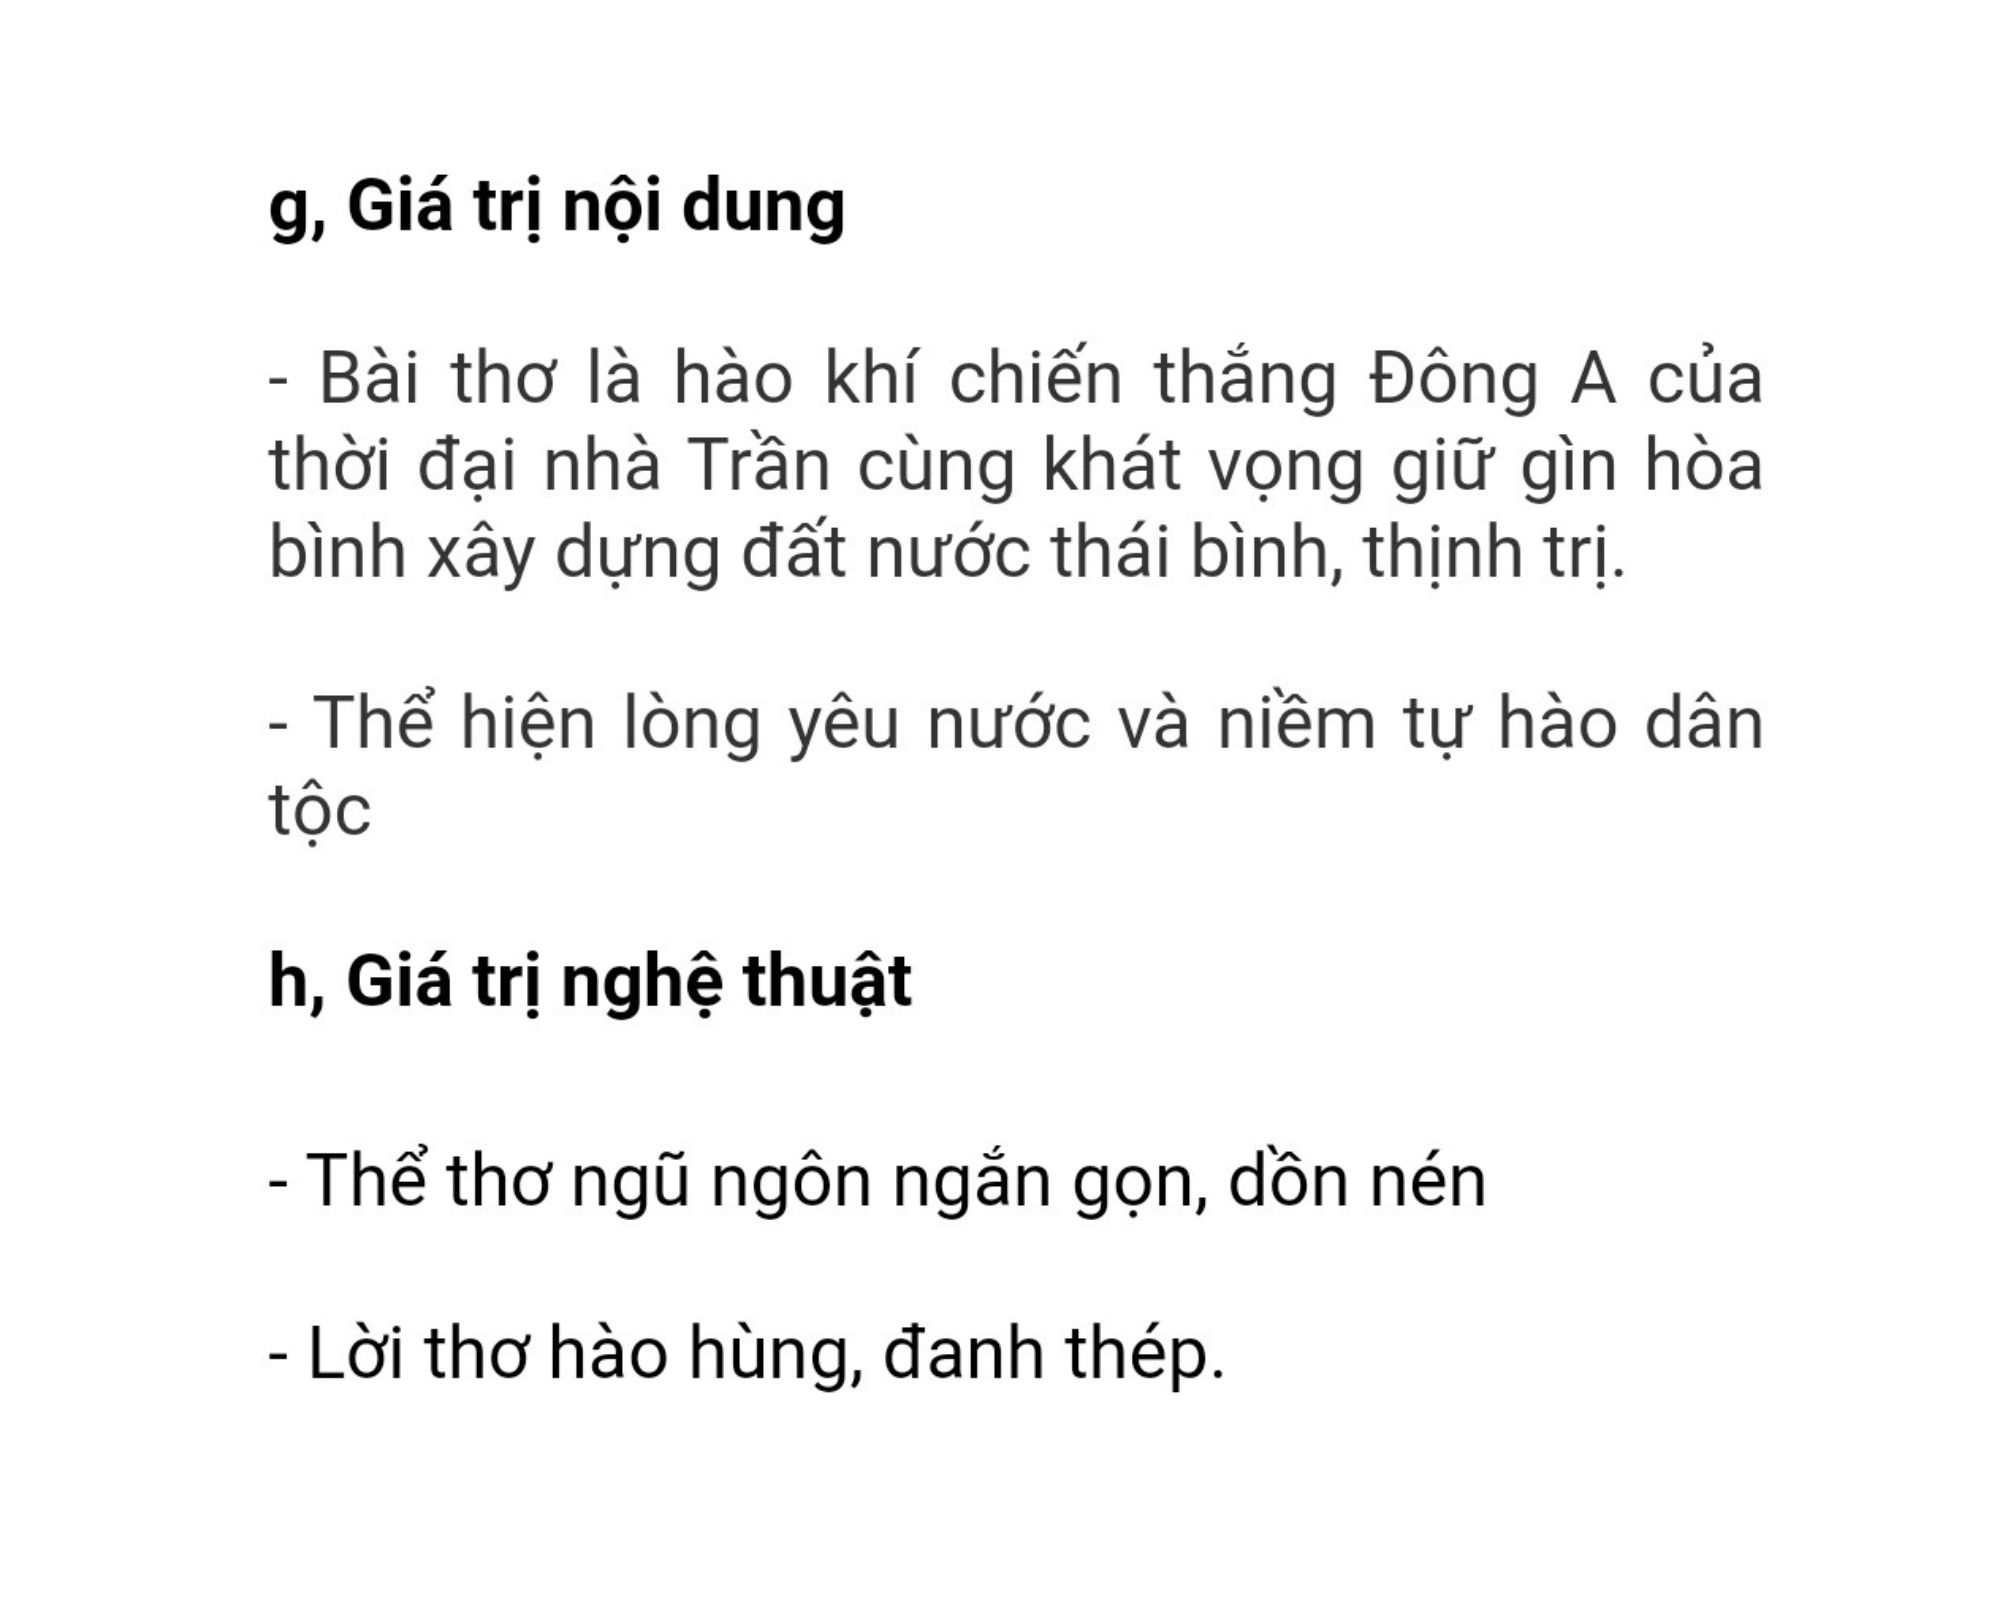 g, Giá trị nội dung
- Bài thơ là hào khí chiến thắng Đông A của
thời đại nhà Trần cùng khát vọng giữ gìn hòa
bình xây dựng đất nước thái bình, thịnh trị.
- Thể hiện lòng yêu nước và niềm tự hào dân
tộc
h, Giá trị nghệ thuật
- Thể thơ ngũ ngôn ngắn gọn, dồn nén
- Lời thơ hào hùng, đanh thép.